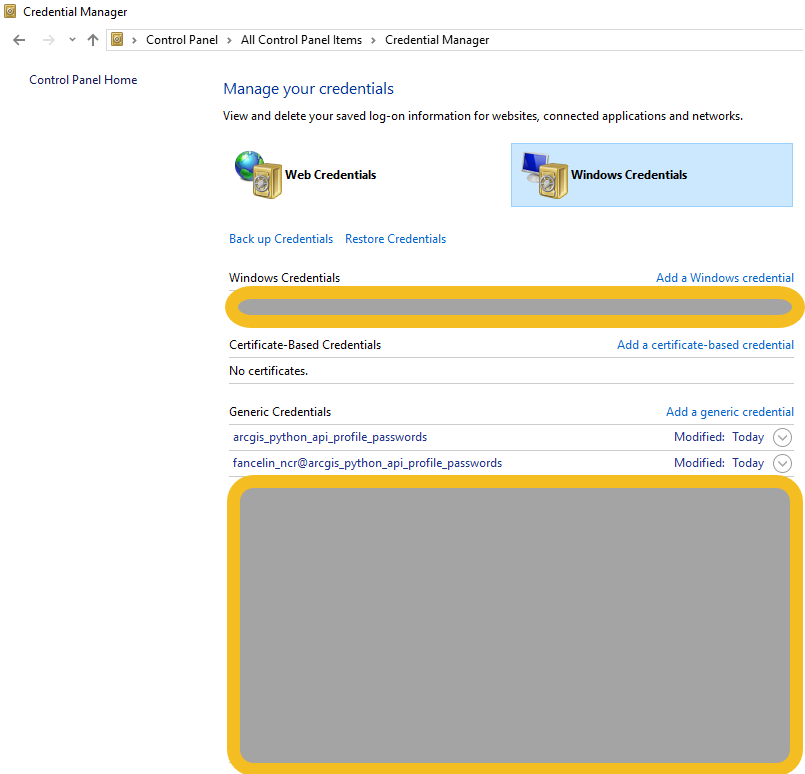 Credential Manager
Control Panel > All Control Panel Items > Credential Manager
Control Panel Home
Manage your credentials
View and delete your saved log-on information for websites, connected applications and networks.
Web Credentials Windows Credentials
Back up Credentials Restore Credentials
Windows Credentials Add a Windows credential
Certificate-Based Credentials Add a certificate-based credential
No certificates.
Generic Credentials Add a generic credential
arcgis_python_api_profile_passwords Modified: Today
fancelin_ncr@arcgis_python_api_profile_passwords Modified: Today